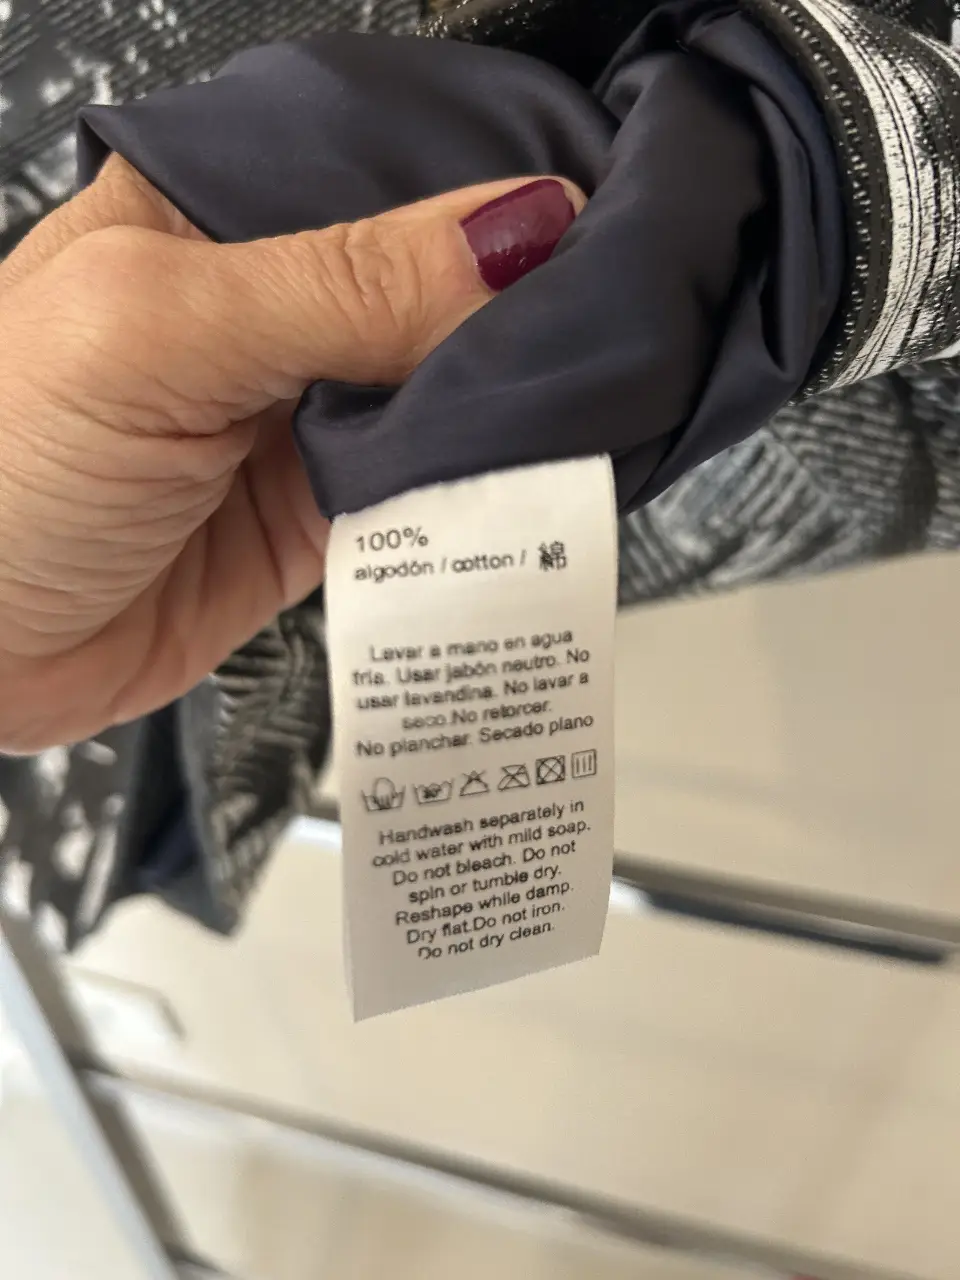 100%
algodón / cotton / 綿
Lavar a mano en agua
fría. Usar jabón neutro. No
usar lavandina. No lavar a
seco.No retorcer.
No planchar. Secado plano
Handwash separately in
cold water with mild soap.
Do not bleach. Do not
spin or tumble dry.
Reshape while damp.
Dry flat.Do not iron.
Do not dry clean.